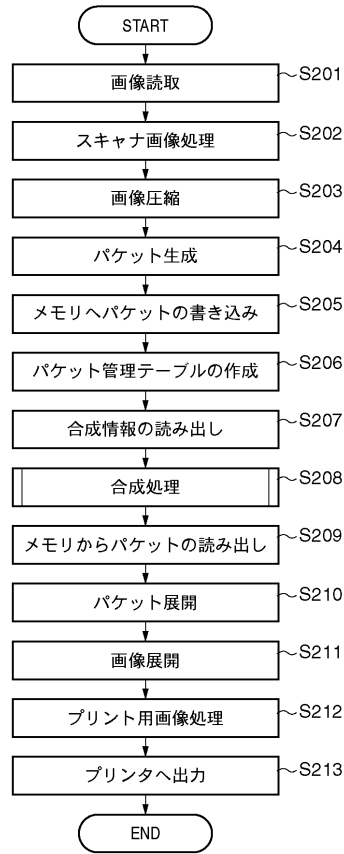 START
画像読取
S201
スキャナ画像処理
S202
画像圧縮
S203
パケット生成
S204
メモリへパケットの書き込み
S205
パケット管理テーブルの作成
S206
合成情報の読み出し
S207
合成処理
S208
メモリからパケットの読み出し
S209
パケット展開
S210
画像展開
S211
プリント用画像処理
S212
プリンタへ出力
S213
END